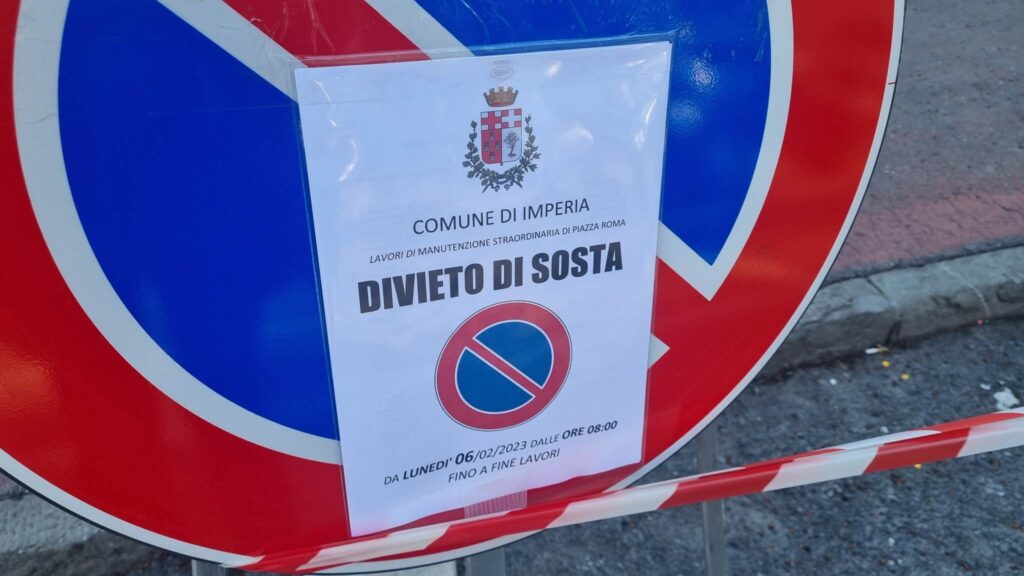 COMUNE DI IMPERIA
LAVORI DI MANUTENZIONE STRAORDINARIA DI PIAZZA ROMA
DIVIETO DI SOSTA
DA LUNEDI' 06/02/2023 DALLE ORE 08:00
FINO A FINE LAVORI